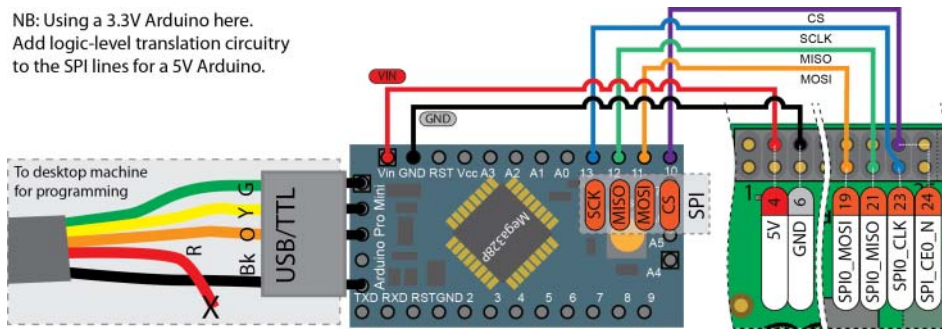 NB: Using a 3.3V Arduino here.
Add logic-level translation circuitry
to the SPI lines for a 5V Arduino.
CS
SCLK
MISO
MOSI
VIN
GND
To desktop machine
for programming
G
Y
O
R
Bk
USB/TTL
Vin GND RST Vcc A3 A2 A1 A0 13 12 11 10
Arduino Pro Mini
Mega328P
SCK
MISO
MOSI
CS
SPI
A5
A4
TXD RXD RST GND 2 3 4 5 6 7 8 9
1
4
5V
6
GND
19
SPI0_MOSI
21
SPI0_MISO
23
SPI0_CLK
24
SPI_CE0_N